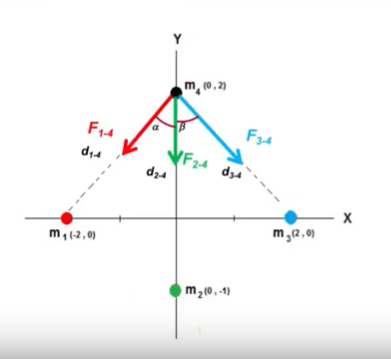 Y
m4 (0, 2)
α β
F1-4
F3-4
d1-4
F2-4
d2-4
d3-4
X
m1 (-2, 0)
m3 (2, 0)
m2 (0, -1)